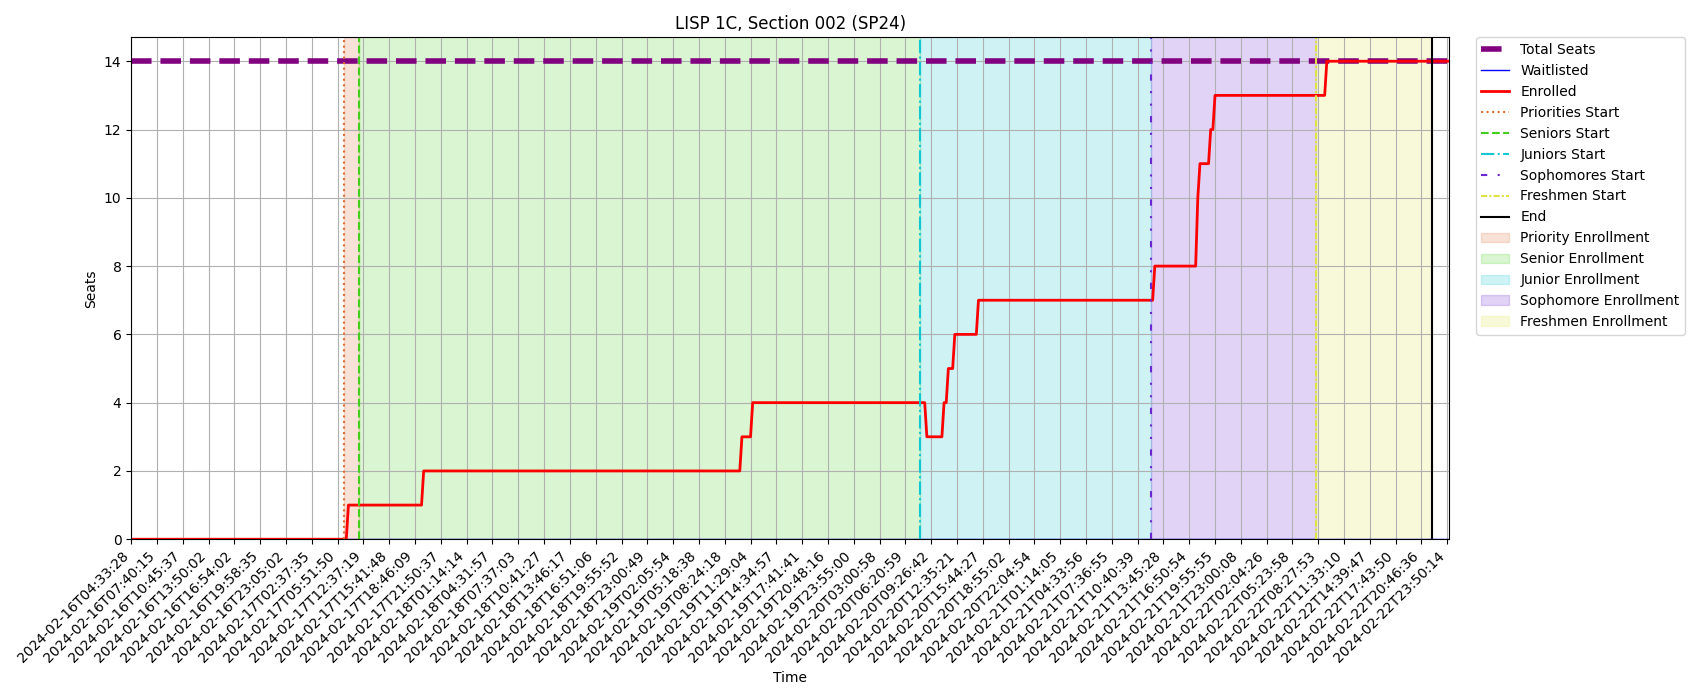 LISP 1C, Section 002 (SP24)
Seats
14
12
10
8
6
4
2
0
2024-02-16T04:33:28
2024-02-16T07:40:15
2024-02-16T10:45:37
2024-02-16T13:50:02
2024-02-16T16:54:02
2024-02-16T19:58:35
2024-02-16T23:05:02
2024-02-17T02:37:35
2024-02-17T05:51:50
2024-02-17T12:37:19
2024-02-17T15:41:48
2024-02-17T18:46:09
2024-02-17T21:50:37
2024-02-18T01:14:14
2024-02-18T04:31:57
2024-02-18T07:37:03
2024-02-18T10:41:27
2024-02-18T13:46:17
2024-02-18T16:51:06
2024-02-18T19:55:52
2024-02-18T23:00:49
2024-02-19T02:05:54
2024-02-19T05:18:38
2024-02-19T08:24:18
2024-02-19T11:29:04
2024-02-19T14:34:57
2024-02-19T17:41:41
2024-02-19T20:48:16
2024-02-19T23:55:00
2024-02-20T03:00:58
2024-02-20T06:20:59
2024-02-20T09:26:42
2024-02-20T12:35:21
2024-02-20T15:44:27
2024-02-20T18:55:02
2024-02-20T22:04:54
2024-02-21T01:14:05
2024-02-21T04:33:56
2024-02-21T07:36:55
2024-02-21T10:40:39
2024-02-21T13:45:28
2024-02-21T16:50:54
2024-02-21T19:55:55
2024-02-21T23:00:08
2024-02-22T02:04:26
2024-02-22T05:23:58
2024-02-22T08:27:53
2024-02-22T11:33:10
2024-02-22T14:39:47
2024-02-22T17:43:50
2024-02-22T20:46:36
2024-02-22T23:50:14
Time
Total Seats
Waitlisted
Enrolled
Priorities Start
Seniors Start
Juniors Start
Sophomores Start
Freshmen Start
End
Priority Enrollment
Senior Enrollment
Junior Enrollment
Sophomore Enrollment
Freshmen Enrollment